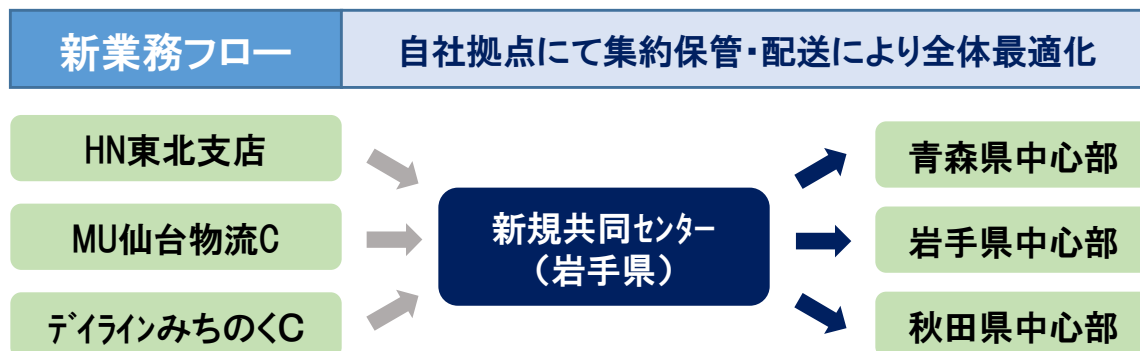 新業務フロー
自社拠点にて集約保管・配送により全体最適化
HN東北支店
MU仙台物流C
ﾃﾞｲﾗｲﾝみちのくC
新規共同ｾﾝﾀｰ
（岩手県）
青森県中心部
岩手県中心部
秋田県中心部